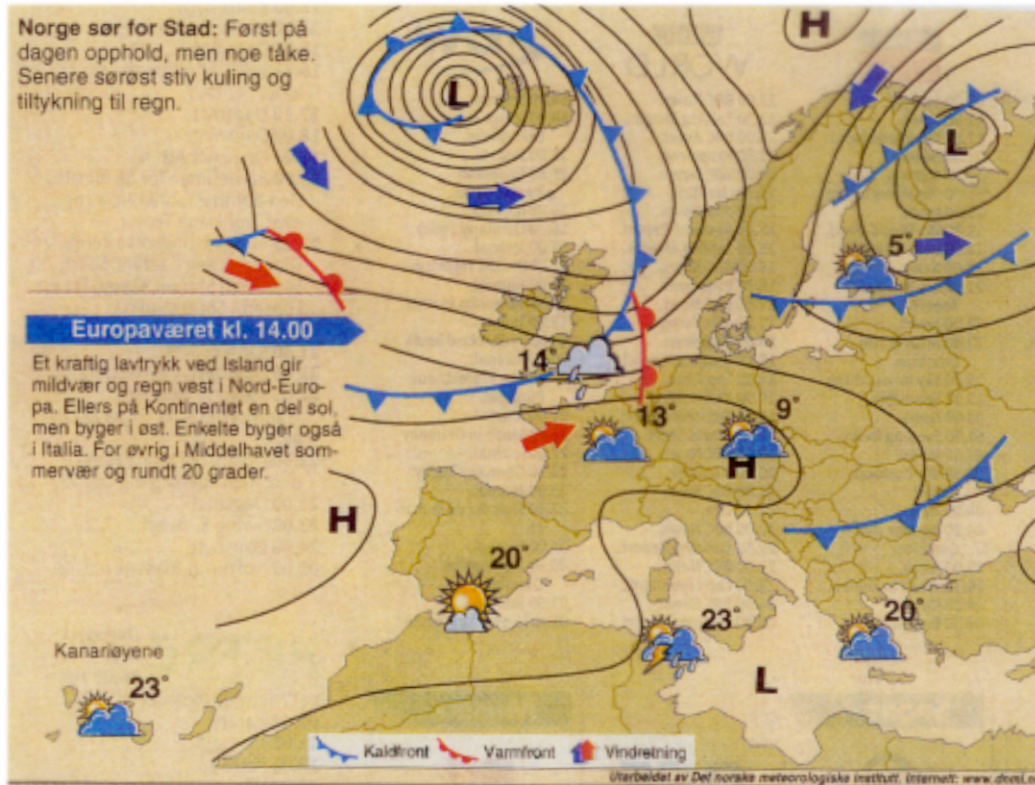 Norge sør for Stad: Først på
dagen opphold, men noe tåke.
Senere sørøst stiv kuling og
tiltykning til regn.
H
L
L
5°
Europaværet kl. 14.00
Et kraftig lavtrykk ved Island gir
mildvær og regn vest i Nord-Euro-
pa. Ellers på Kontinentet en del sol,
men byger i øst. Enkelte byger også
i Italia. For øvrig i Middelhavet som-
mervær og rundt 20 grader.
14°
13°
9°
H
H
20°
23°
20°
L
Kanariøyene
23°
Kaldfront
Varmfront
Vindretning
Utarbeidet av Det norske meteorologiske institutt. Internett: www.dnmi.no